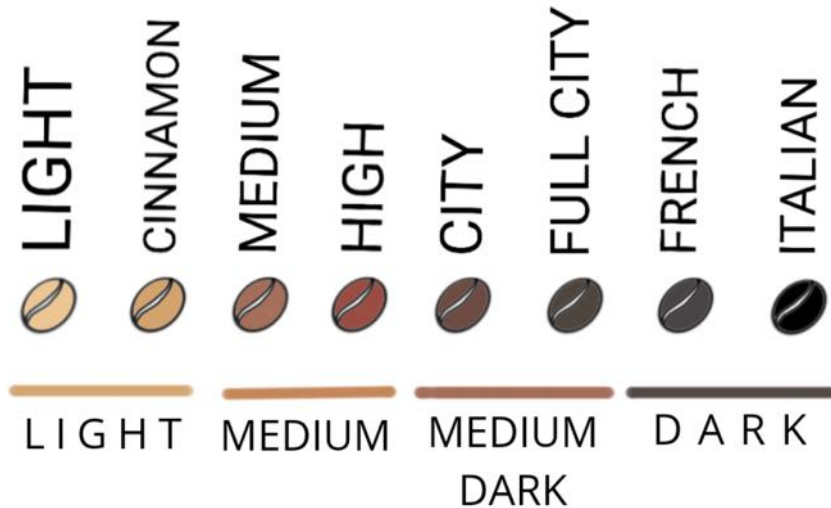 LIGHT
CINNAMON
MEDIUM
HIGH
CITY
FULL CITY
FRENCH
ITALIAN
LIGHT
MEDIUM
MEDIUM
DARK
DARK